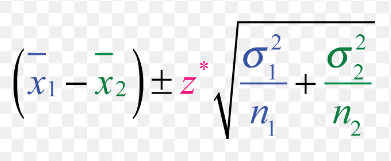 (x̄₁ − x̄₂) ± z* √(σ₁²/n₁ + σ₂²/n₂)